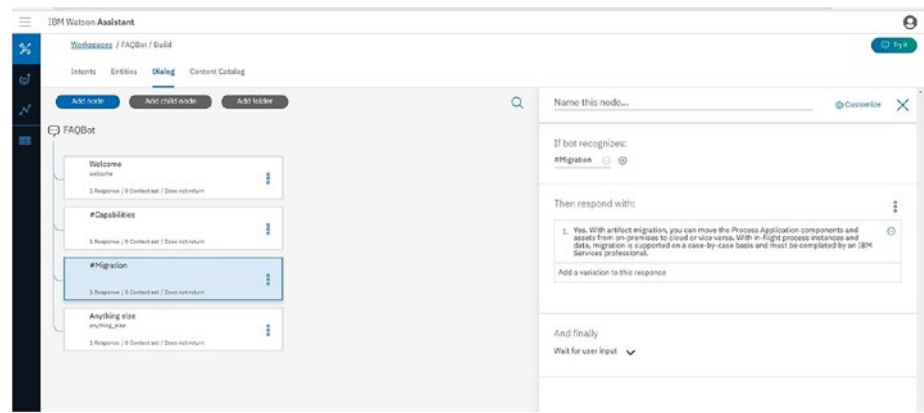 IBM Watson Assistant
Workspaces / FAQBot / Build
Try it
Intents Entities Dialog Content Catalog
Add node Add child node Add folder
Name this node...
Customize
FAQBot
If bot recognizes:
#Migration
Welcome
welcome
1 Response / 0 Context set / Does not return
Then respond with:
#Capabilities
1 Response / 0 Context set / Does not return
1. Yes. With artifact migration, you can move the Process Application components and
assets from on-premises to cloud or vice versa. With in-flight process instances and
data, migration is supported on a case-by-case basis and must be completed by an IBM
Services professional.
#Migration
1 Response / 0 Context set / Does not return
Add a variation to this response
Anything else
anything_else
1 Response / 0 Context set / Does not return
And finally
Wait for user input